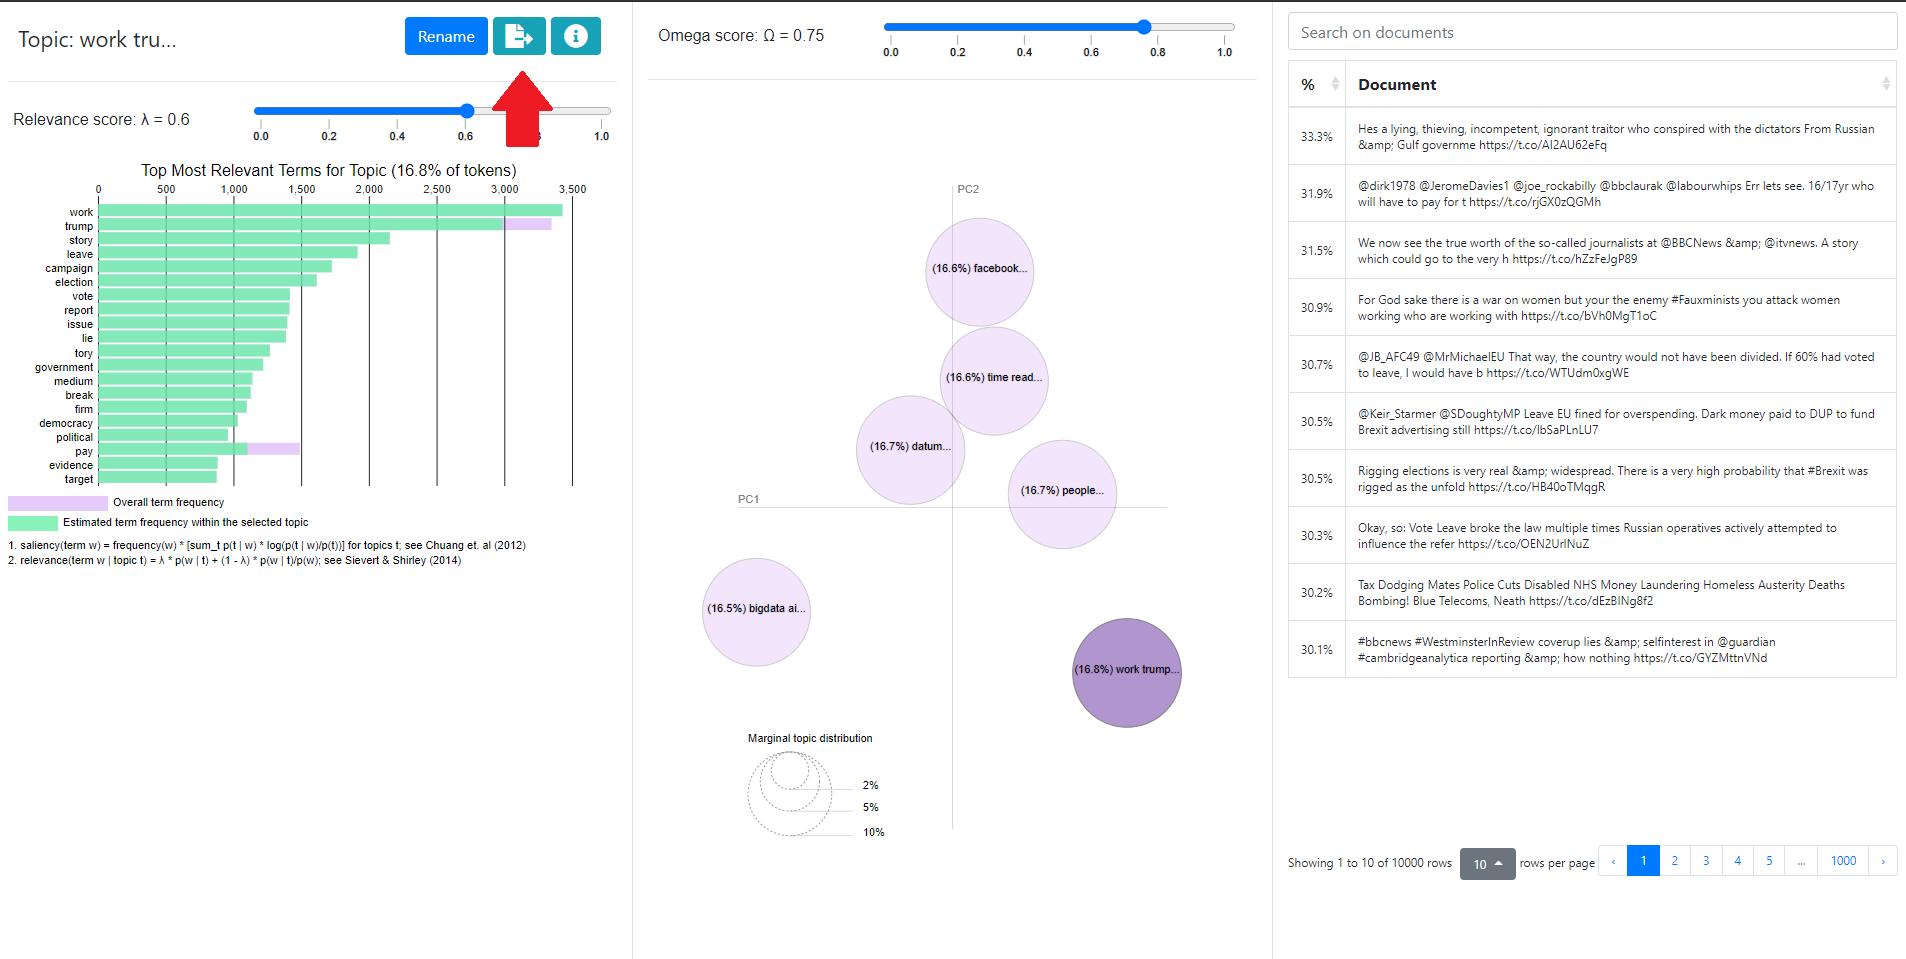 Topic: work tru...
Rename
Relevance score: λ = 0.6
0.0 0.2 0.4 0.6 1.0
Top Most Relevant Terms for Topic (16.8% of tokens)
0 500 1,000 1,500 2,000 2,500 3,000 3,500
work
trump
story
leave
campaign
election
vote
report
issue
lie
tory
government
medium
break
firm
democracy
political
pay
evidence
target
Overall term frequency
Estimated term frequency within the selected topic
1. saliency(term w) = frequency(w) * [sum_t p(t | w) * log(p(t | w)/p(t))] for topics t; see Chuang et. al (2012)
2. relevance(term w | topic t) = λ * p(w | t) + (1 - λ) * p(w | t)/p(w); see Sievert & Shirley (2014)
Omega score: Ω = 0.75
0.0 0.2 0.4 0.6 0.8 1.0
PC2
(16.6%) facebook...
(16.6%) time read...
(16.7%) datum...
(16.7%) people...
PC1
(16.5%) bigdata ai...
(16.8%) work trump...
Marginal topic distribution
2%
5%
10%
Search on documents
% Document
33.3% Hes a lying, thieving, incompetent, ignorant traitor who conspired with the dictators From Russian
&amp; Gulf governme https://t.co/AI2AU62eFq
31.9% @dirk1978 @JeromeDavies1 @joe_rockabilly @bbclaurak @labourwhips Err lets see. 16/17yr who
will have to pay for t https://t.co/rjGX0zQGMh
31.5% We now see the true worth of the so-called journalists at @BBCNews &amp; @itvnews. A story
which could go to the very h https://t.co/hZzFeJgP89
30.9% For God sake there is a war on women but your the enemy #Fauxminists you attack women
working who are working with https://t.co/bVh0MgT1oC
30.7% @JB_AFC49 @MrMichaelEU That way, the country would not have been divided. If 60% had voted
to leave, I would have b https://t.co/WTUdm0xgWE
30.5% @Keir_Starmer @SDoughtyMP Leave EU fined for overspending. Dark money paid to DUP to fund
Brexit advertising still https://t.co/lbSaPLnLU7
30.5% Rigging elections is very real &amp; widespread. There is a very high probability that #Brexit was
rigged as the unfold https://t.co/HB40oTMqgR
30.3% Okay, so: Vote Leave broke the law multiple times Russian operatives actively attempted to
influence the refer https://t.co/OEN2UrlNuZ
30.2% Tax Dodging Mates Police Cuts Disabled NHS Money Laundering Homeless Austerity Deaths
Bombing! Blue Telecoms, Neath https://t.co/dEzBINg8f2
30.1% #bbcnews #WestminsterInReview coverup lies &amp; selfinterest in @guardian
#cambridgeanalytica reporting &amp; how nothing https://t.co/GYZMttnVNd
Showing 1 to 10 of 10000 rows 10 rows per page ‹ 1 2 3 4 5 ... 1000 ›